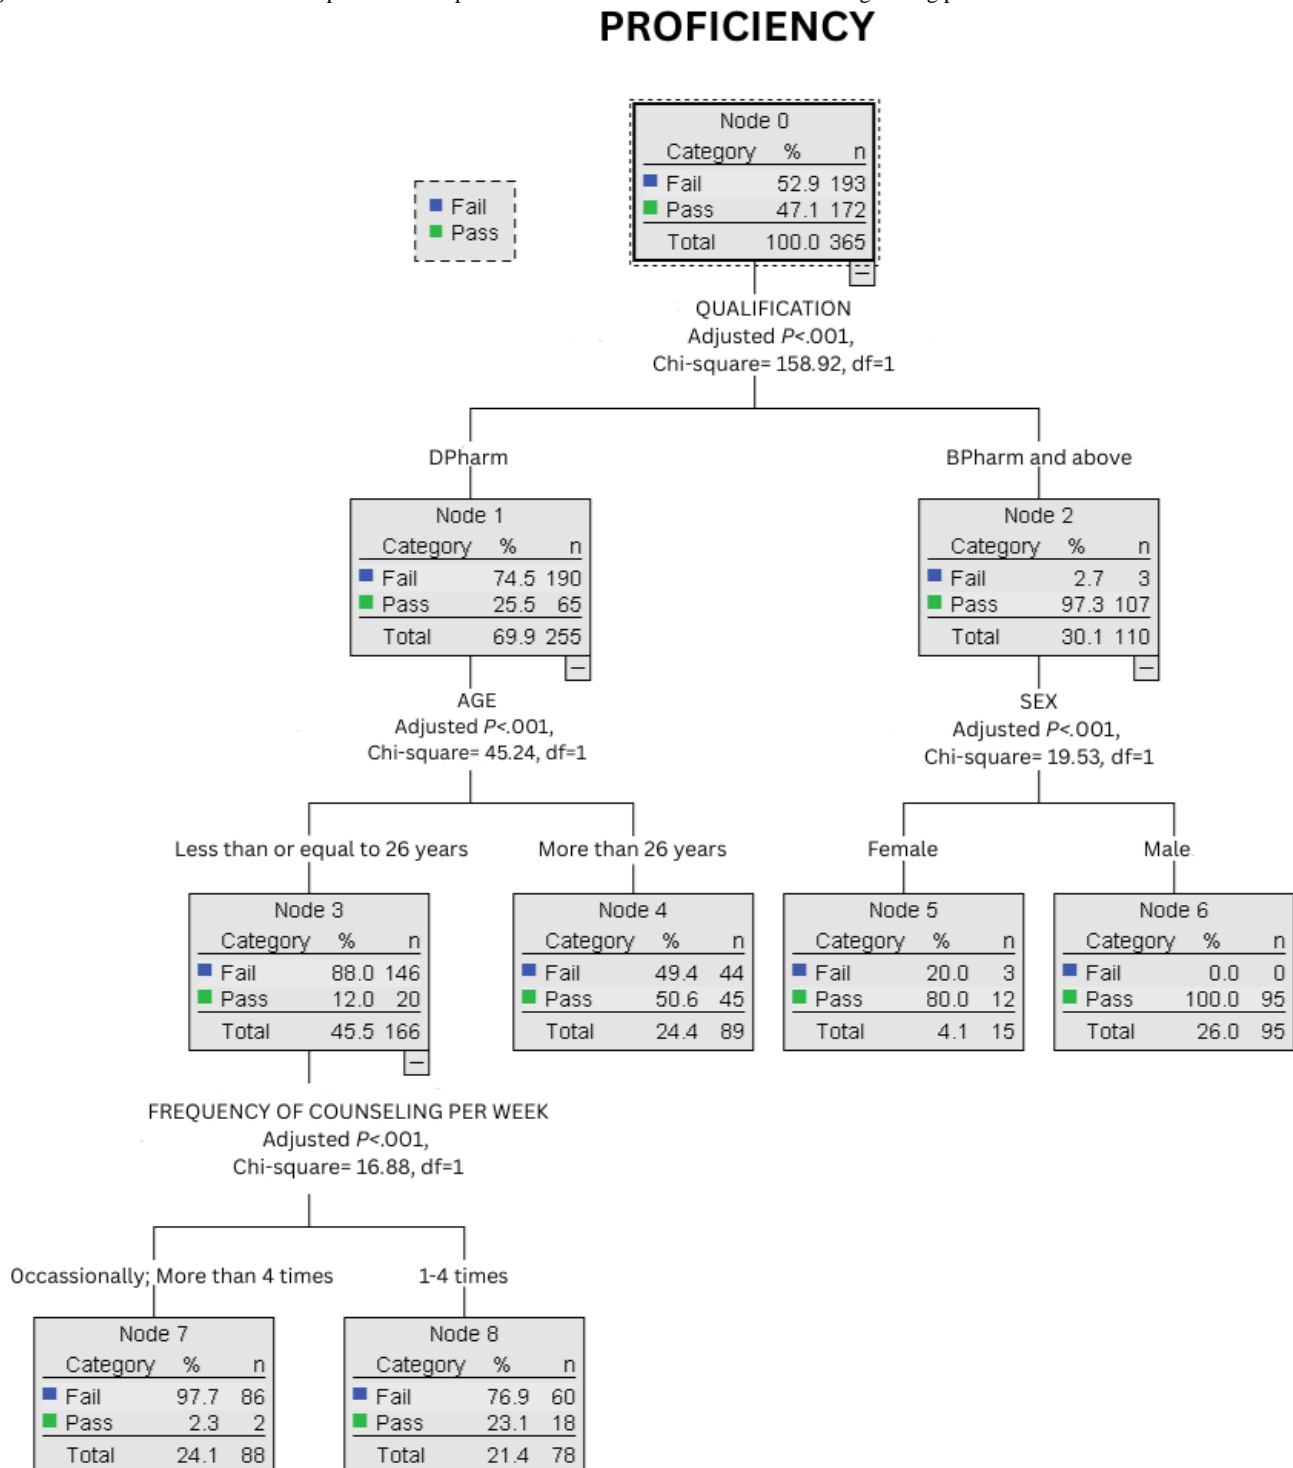 PROFICIENCY
Node 0
Category % n
Fail 52.9 193
Pass 47.1 172
Total 100.0 365
Fail
Pass
QUALIFICATION
Adjusted P<.001,
Chi-square= 158.92, df=1
DPharm
BPharm and above
Node 1
Category % n
Fail 74.5 190
Pass 25.5 65
Total 69.9 255
Node 2
Category % n
Fail 2.7 3
Pass 97.3 107
Total 30.1 110
AGE
Adjusted P<.001,
Chi-square= 45.24, df=1
SEX
Adjusted P<.001,
Chi-square= 19.53, df=1
Less than or equal to 26 years
More than 26 years
Female
Male
Node 3
Category % n
Fail 88.0 146
Pass 12.0 20
Total 45.5 166
Node 4
Category % n
Fail 49.4 44
Pass 50.6 45
Total 24.4 89
Node 5
Category % n
Fail 20.0 3
Pass 80.0 12
Total 4.1 15
Node 6
Category % n
Fail 0.0 0
Pass 100.0 95
Total 26.0 95
FREQUENCY OF COUNSELING PER WEEK
Adjusted P<.001,
Chi-square= 16.88, df=1
Occassionally; More than 4 times
1-4 times
Node 7
Category % n
Fail 97.7 86
Pass 2.3 2
Total 24.1 88
Node 8
Category % n
Fail 76.9 60
Pass 23.1 18
Total 21.4 78